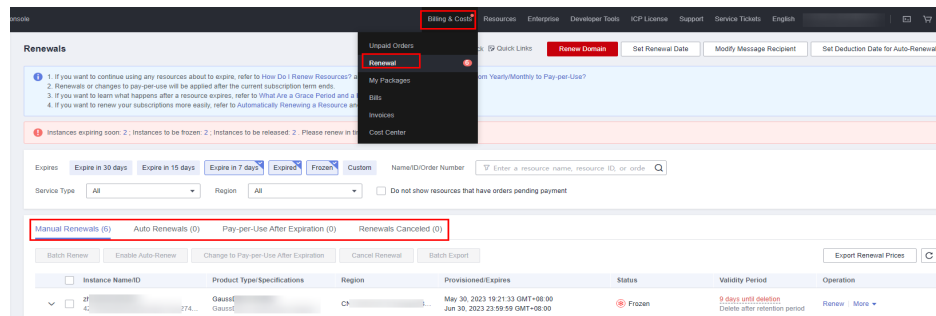 onsole Billing & Costs Resources Enterprise Developer Tools ICP License Support Service Tickets English
Renewals
Quick Links Renew Domain Set Renewal Date Modify Message Recipient Set Deduction Date for Auto-Renewal
Unpaid Orders
Renewal 6
My Packages
Bills
Invoices
Cost Center
1. If you want to continue using any resources about to expire, refer to How Do I Renew Resources? a om Yearly/Monthly to Pay-per-Use?
2. Renewals or changes to pay-per-use will be applied after the current subscription term ends.
3. If you want to learn what happens after a resource expires, refer to What Are a Grace Period and a
4. If you want to renew your subscriptions more easily, refer to Automatically Renewing a Resource an
Instances expiring soon: 2 ; Instances to be frozen: 2 ; Instances to be released: 2 . Please renew in ti
Expires Expire in 30 days Expire in 15 days Expire in 7 days Expired Frozen Custom Name/ID/Order Number Enter a resource name, resource ID, or orde
Service Type All Region All Do not show resources that have orders pending payment
Manual Renewals (6) Auto Renewals (0) Pay-per-Use After Expiration (0) Renewals Canceled (0)
Batch Renew Enable Auto-Renew Change to Pay-per-Use After Expiration Cancel Renewal Batch Export Export Renewal Prices
Instance Name/ID Product Type/Specifications Region Provisioned/Expires Status Validity Period Operation
zh Gauss CN May 30, 2023 19:21:33 GMT+08:00 Frozen 9 days until deletion Renew More
42 274... Gauss Jun 30, 2023 23:59:59 GMT+08:00 Delete after retention period